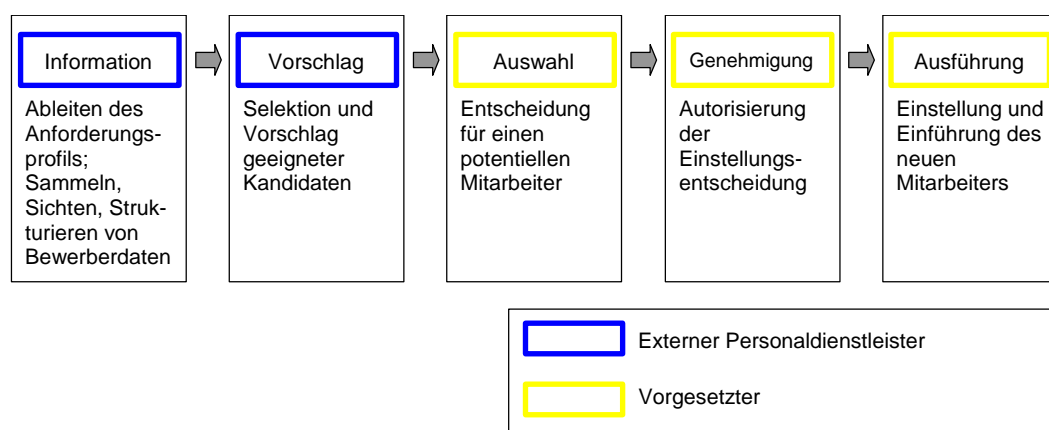 Information
Ableiten des
Anforderungs-
profils;
Sammeln,
Sichten, Struk-
turieren von
Bewerberdaten
Vorschlag
Selektion und
Vorschlag
geeigneter
Kandidaten
Auswahl
Entscheidung
für einen
potentiellen
Mitarbeiter
Genehmigung
Autorisierung
der
Einstellungs-
entscheidung
Ausführung
Einstellung und
Einführung des
neuen
Mitarbeiters
Externer Personaldienstleister
Vorgesetzter